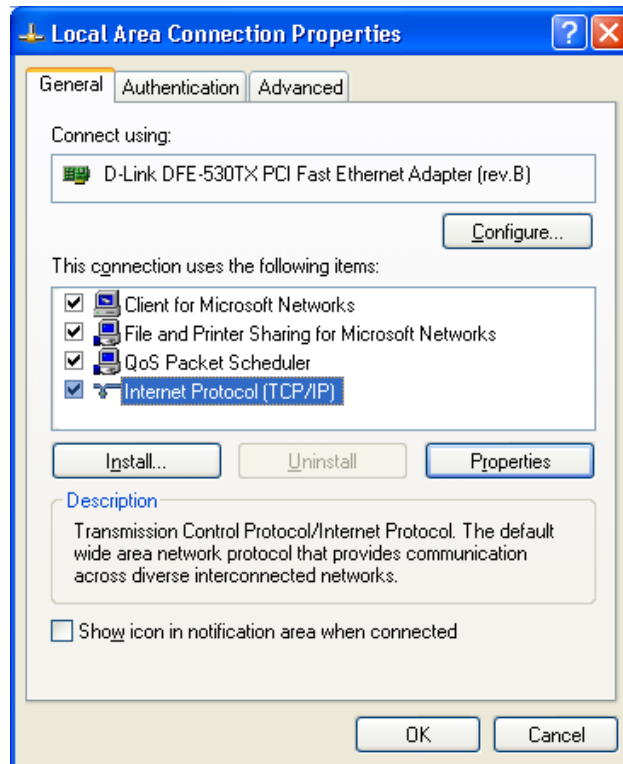 Local Area Connection Properties
?
General
Authentication
Advanced
Connect using:
D-Link DFE-530TX PCI Fast Ethernet Adapter (rev.B)
Configure...
This connection uses the following items:
Client for Microsoft Networks
File and Printer Sharing for Microsoft Networks
QoS Packet Scheduler
Internet Protocol (TCP/IP)
Install...
Uninstall
Properties
Description
Transmission Control Protocol/Internet Protocol. The default
wide area network protocol that provides communication
across diverse interconnected networks.
Show icon in notification area when connected
OK
Cancel